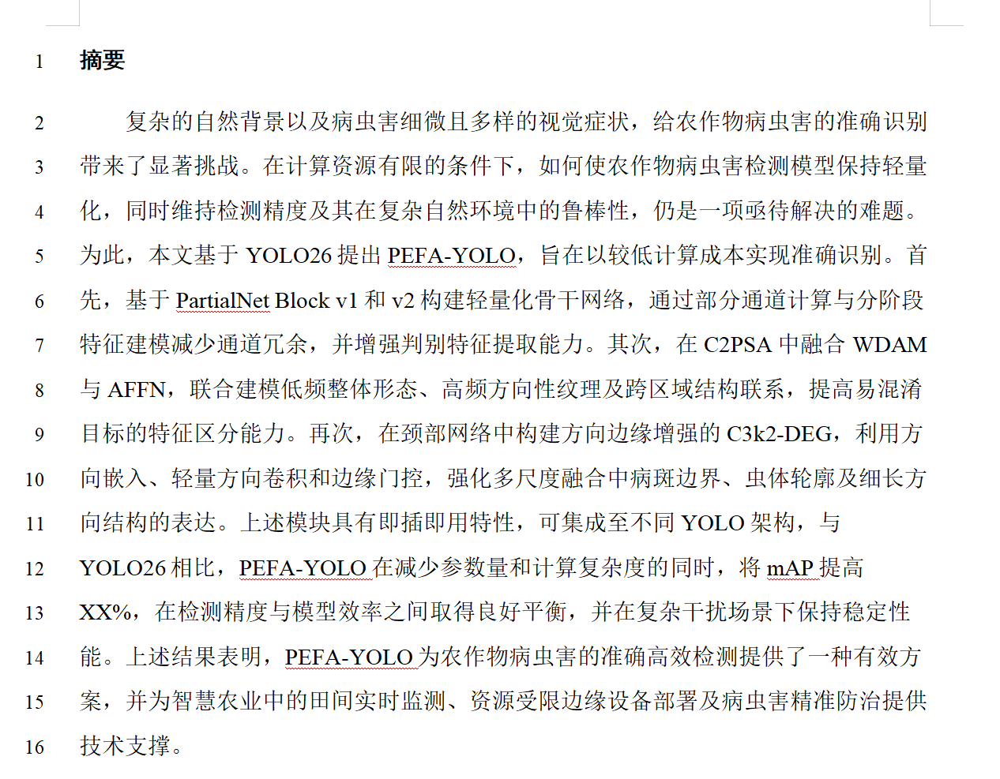 1 摘要
2 复杂的自然背景以及病虫害细微且多样的视觉症状，给农作物病虫害的准确识别
3 带来了显著挑战。在计算资源有限的条件下，如何使农作物病虫害检测模型保持轻量
4 化，同时维持检测精度及其在复杂自然环境中的鲁棒性，仍是一项亟待解决的难题。
5 为此，本文基于 YOLO26 提出 PEFA-YOLO，旨在以较低计算成本实现准确识别。首
6 先，基于 PartialNet Block v1 和 v2 构建轻量化骨干网络，通过部分通道计算与分阶段
7 特征建模减少通道冗余，并增强判别特征提取能力。其次，在 C2PSA 中融合 WDAM
8 与 AFFN，联合建模低频整体形态、高频方向性纹理及跨区域结构联系，提高易混淆
9 目标的特征区分能力。再次，在颈部网络中构建方向边缘增强的 C3k2-DEG，利用方
10 向嵌入、轻量方向卷积和边缘门控，强化多尺度融合中病斑边界、虫体轮廓及细长方
11 向结构的表达。上述模块具有即插即用特性，可集成至不同 YOLO 架构，与
12 YOLO26 相比，PEFA-YOLO 在减少参数量和计算复杂度的同时，将 mAP 提高
13 XX%，在检测精度与模型效率之间取得良好平衡，并在复杂干扰场景下保持稳定性
14 能。上述结果表明，PEFA-YOLO 为农作物病虫害的准确高效检测提供了一种有效方
15 案，并为智慧农业中的田间实时监测、资源受限边缘设备部署及病虫害精准防治提供
16 技术支撑。